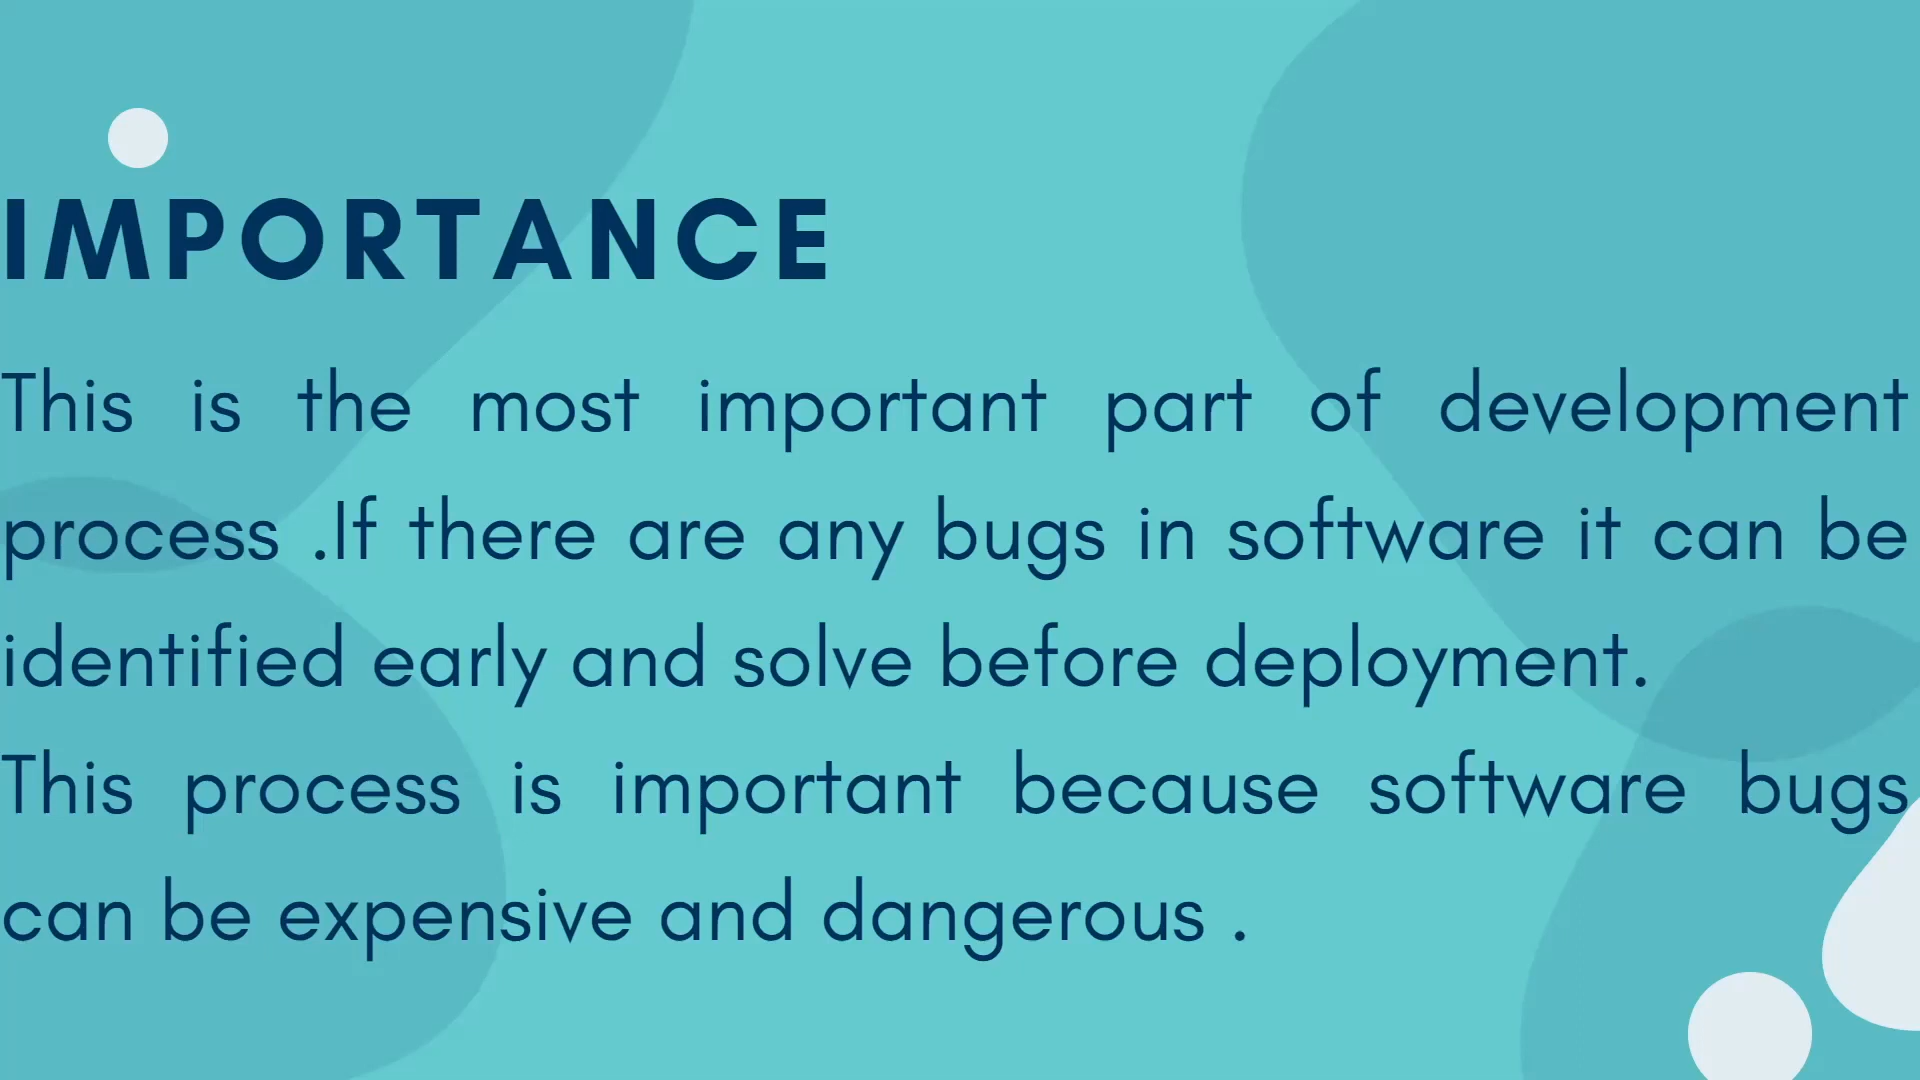 IMPORTANCE
This is the most important part of development
process .If there are any bugs in software it can be
identified early and solve before deployment.
This process is important because software bugs
can be expensive and dangerous .